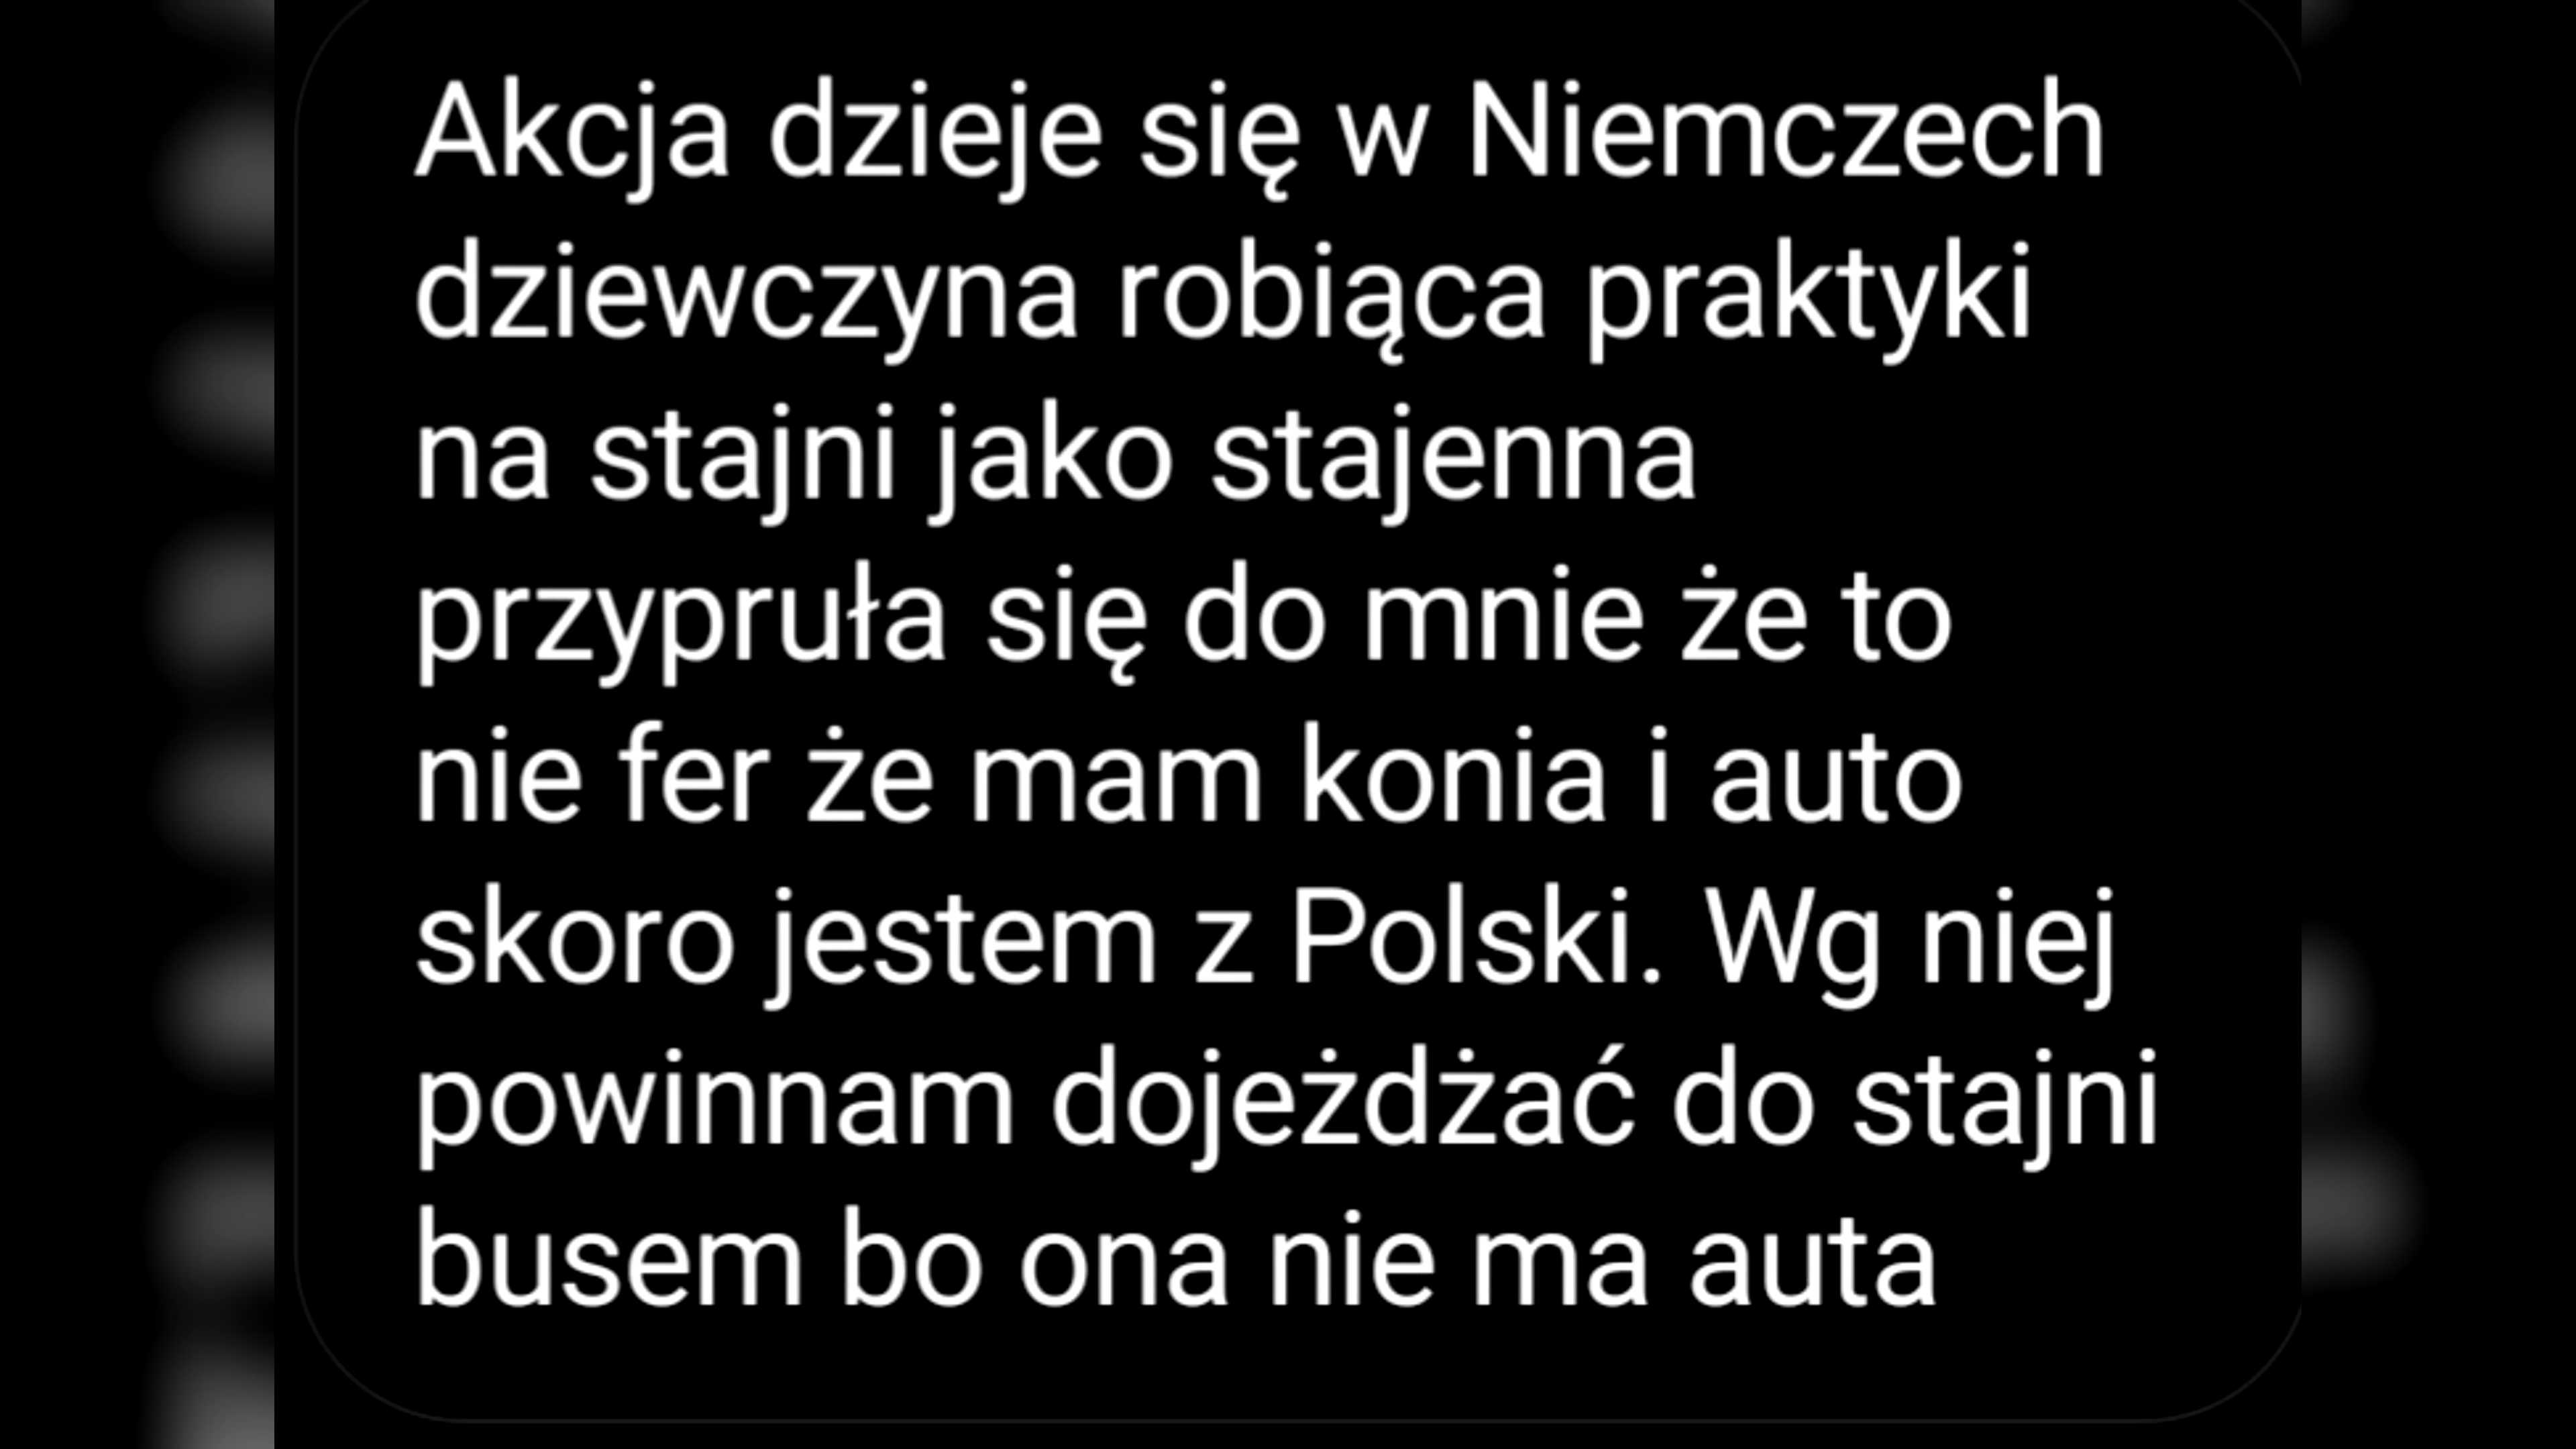 Akcja dzieje się w Niemczech
dziewczyna robiąca praktyki
na stajni jako stajenna
przypruła się do mnie że to
nie fer że mam konia i auto
skoro jestem z Polski. Wg niej
powinnam dojeżdżać do stajni
busem bo ona nie ma auta